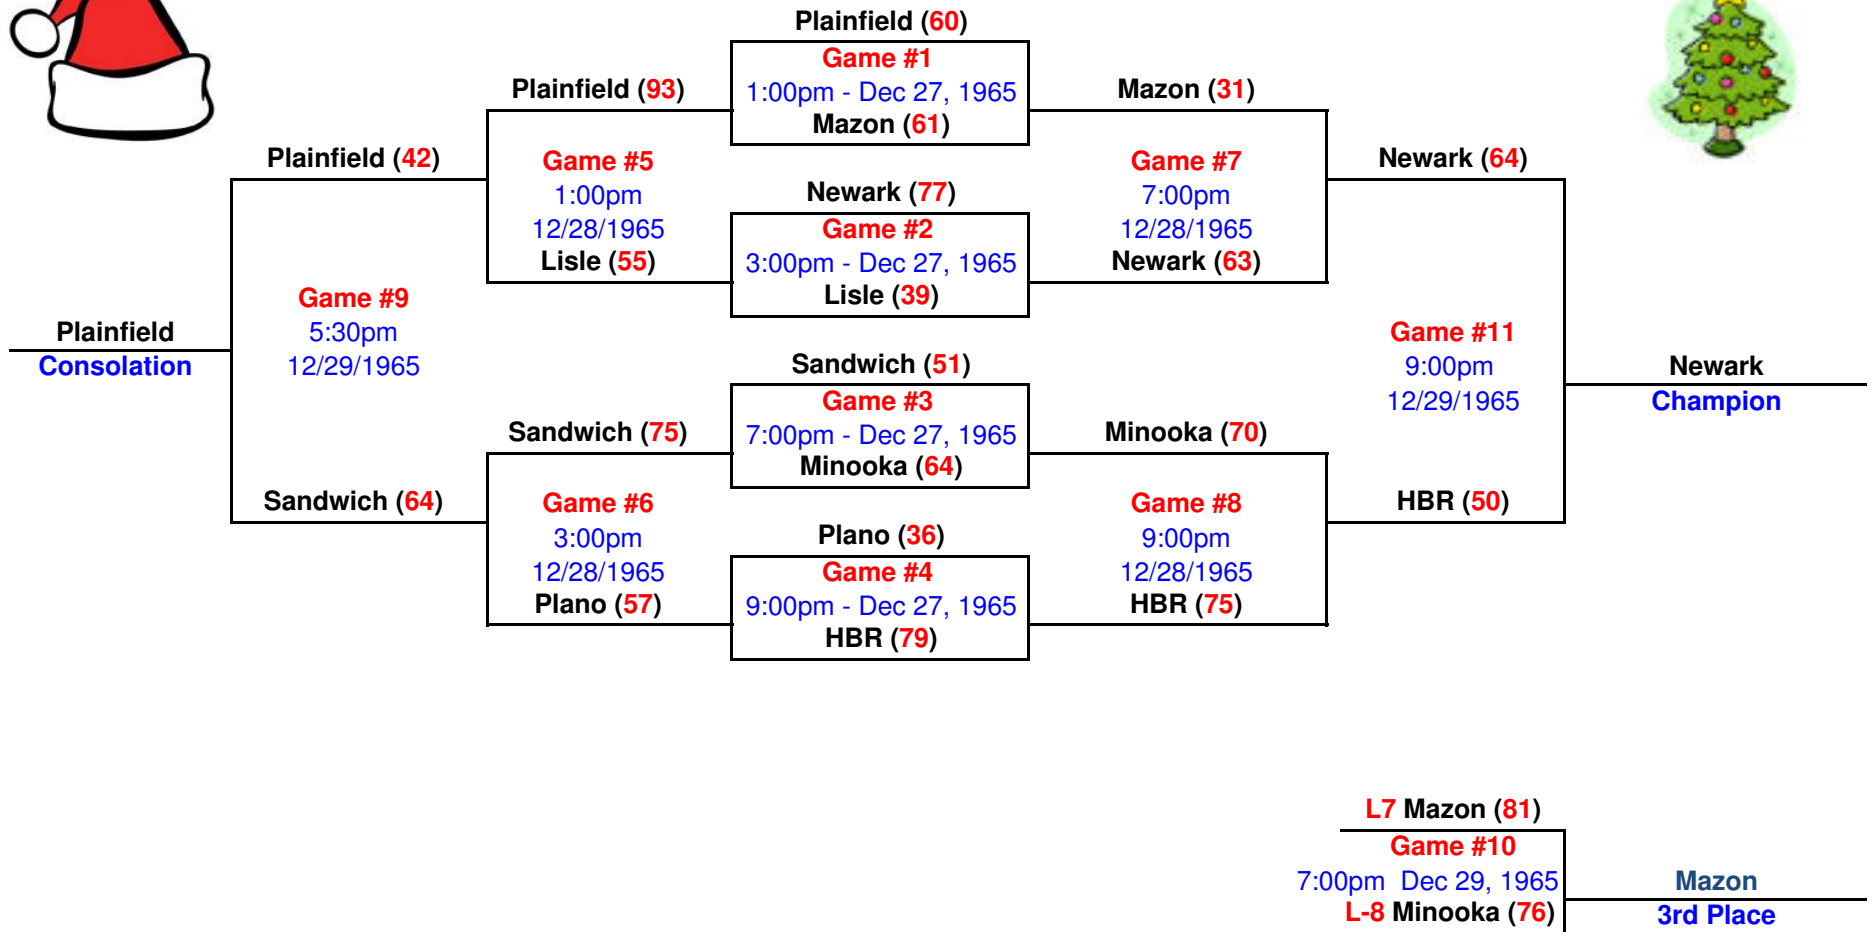 Plainfield (60)
Game #1
1:00pm - Dec 27, 1965
Mazon (61)
Plainfield (93)
Mazon (31)
Plainfield (42)
Game #5
1:00pm
12/28/1965
Lisle (55)
Newark (77)
Game #2
3:00pm - Dec 27, 1965
Lisle (39)
Game #7
7:00pm
12/28/1965
Newark (63)
Newark (64)
Game #9
5:30pm
12/29/1965
Plainfield
Consolation
Game #11
9:00pm
12/29/1965
Newark
Champion
Sandwich (51)
Game #3
7:00pm - Dec 27, 1965
Minooka (64)
Sandwich (75)
Minooka (70)
Sandwich (64)
Game #6
3:00pm
12/28/1965
Plano (57)
Plano (36)
Game #4
9:00pm - Dec 27, 1965
HBR (79)
Game #8
9:00pm
12/28/1965
HBR (75)
HBR (50)
L7 Mazon (81)
Game #10
7:00pm Dec 29, 1965
L-8 Minooka (76)
Mazon
3rd Place